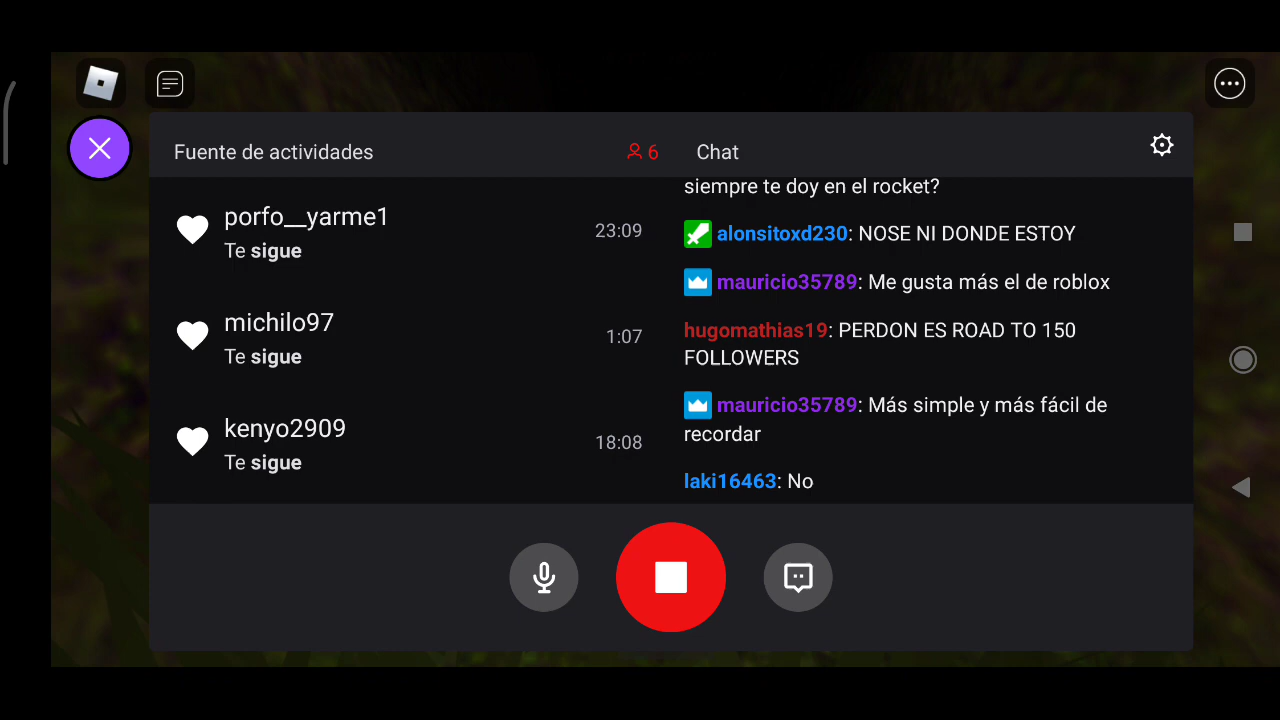 Fuente de actividades
6
porfo__yarme1
Te sigue
23:09
michilo97
Te sigue
1:07
kenyo2909
Te sigue
18:08
Chat
siempre te doy en el rocket?
alonsitoxd230: NOSE NI DONDE ESTOY
mauricio35789: Me gusta más el de roblox
hugomathias19: PERDON ES ROAD TO 150
FOLLOWERS
mauricio35789: Más simple y más fácil de
recordar
laki16463: No